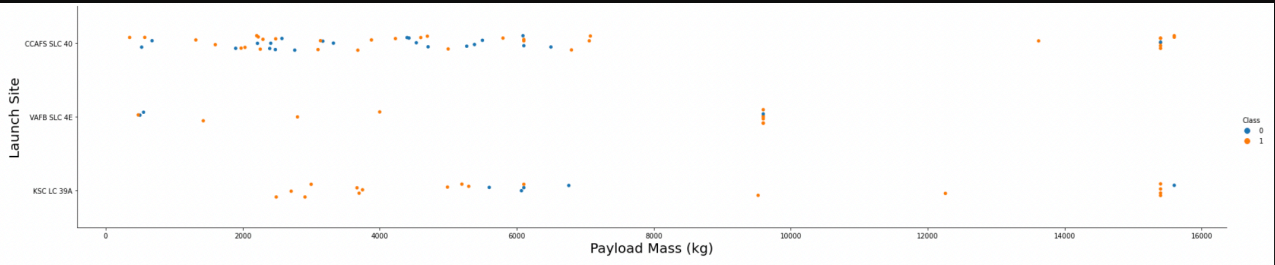 Launch Site
CCAFS SLC 40
VAFB SLC 4E
KSC LC 39A
0 2000 4000 6000 8000 10000 12000 14000 16000
Payload Mass (kg)
Class
0
1